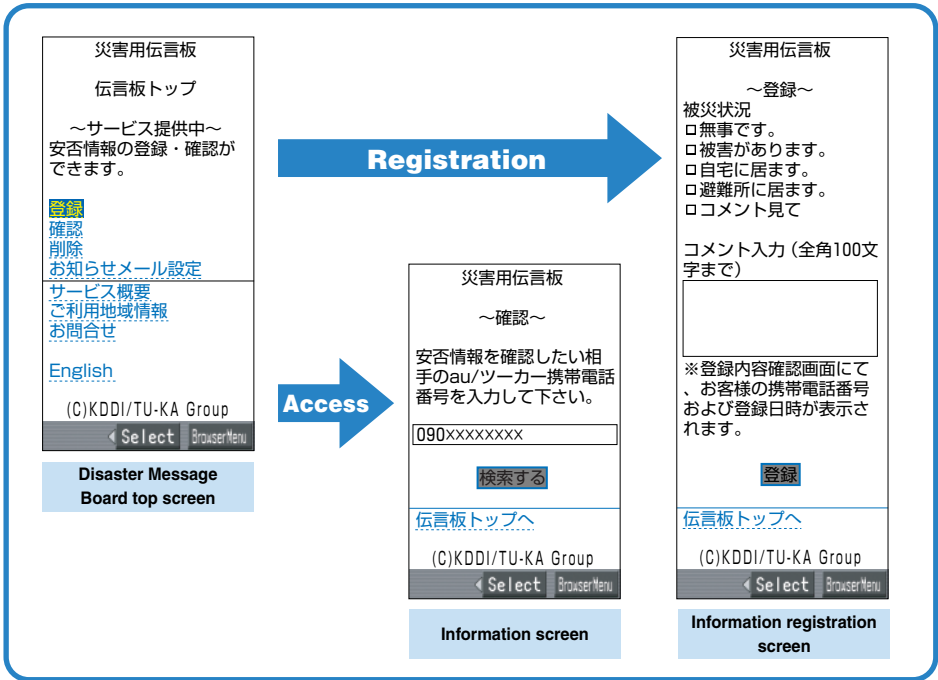 災害用伝言板
伝言板トップ
～サービス提供中～
安否情報の登録・確認が
できます。
登録
確認
削除
お知らせメール設定
サービス概要
ご利用地域情報
お問合せ
English
(C)KDDI/TU-KA Group
Select BrowserMenu
Disaster Message
Board top screen
Registration
Access
災害用伝言板
～確認～
安否情報を確認したい相
手のau/ツーカー携帯電話
番号を入力して下さい。
090××××××××
検索する
伝言板トップへ
(C)KDDI/TU-KA Group
Select BrowserMenu
Information screen
災害用伝言板
～登録～
被災状況
□無事です。
□被害があります。
□自宅に居ます。
□避難所に居ます。
□コメント見て
コメント入力（全角100文
字まで）
※登録内容確認画面にて
、お客様の携帯電話番号
および登録日時が表示さ
れます。
登録
伝言板トップへ
(C)KDDI/TU-KA Group
Select BrowserMenu
Information registration
screen